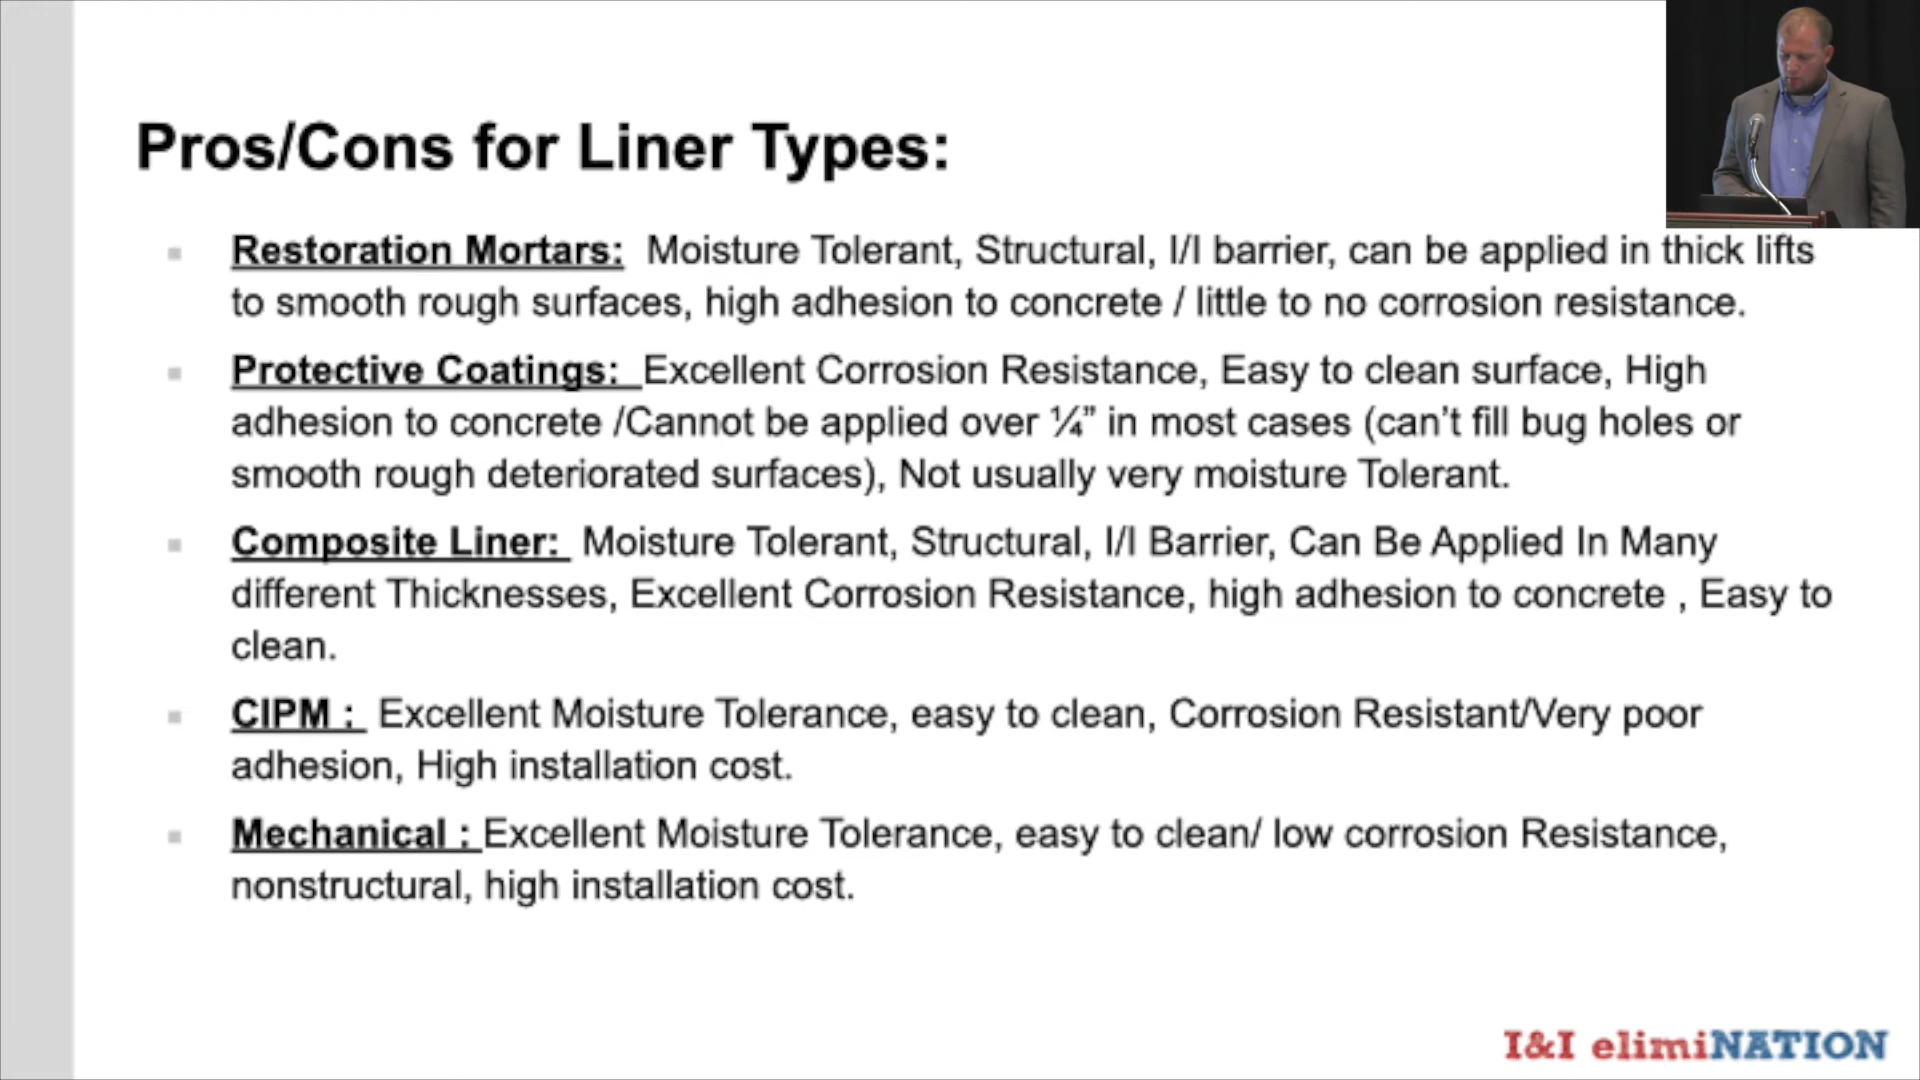 Pros/Cons for Liner Types:
Restoration Mortars: Moisture Tolerant, Structural, I/I barrier, can be applied in thick lifts
to smooth rough surfaces, high adhesion to concrete / little to no corrosion resistance.
Protective Coatings: Excellent Corrosion Resistance, Easy to clean surface, High
adhesion to concrete /Cannot be applied over ¼” in most cases (can’t fill bug holes or
smooth rough deteriorated surfaces), Not usually very moisture Tolerant.
Composite Liner: Moisture Tolerant, Structural, I/I Barrier, Can Be Applied In Many
different Thicknesses, Excellent Corrosion Resistance, high adhesion to concrete , Easy to
clean.
CIPM : Excellent Moisture Tolerance, easy to clean, Corrosion Resistant/Very poor
adhesion, High installation cost.
Mechanical : Excellent Moisture Tolerance, easy to clean/ low corrosion Resistance,
nonstructural, high installation cost.
I&I elimiNATION